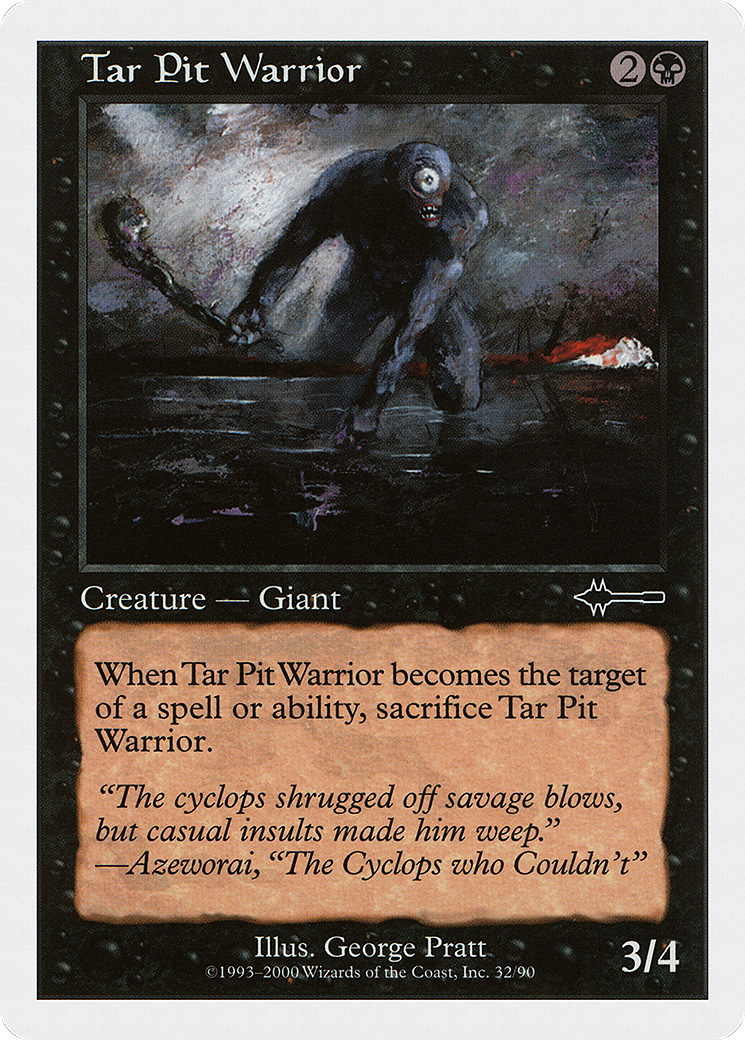 Tar Pit Warrior
2
Creature — Giant
When Tar Pit Warrior becomes the target
of a spell or ability, sacrifice Tar Pit
Warrior.
“The cyclops shrugged off savage blows,
but casual insults made him weep.”
—Azeworai, “The Cyclops who Couldn’t”
Illus. George Pratt
©1993–2000 Wizards of the Coast, Inc. 32/90
3/4